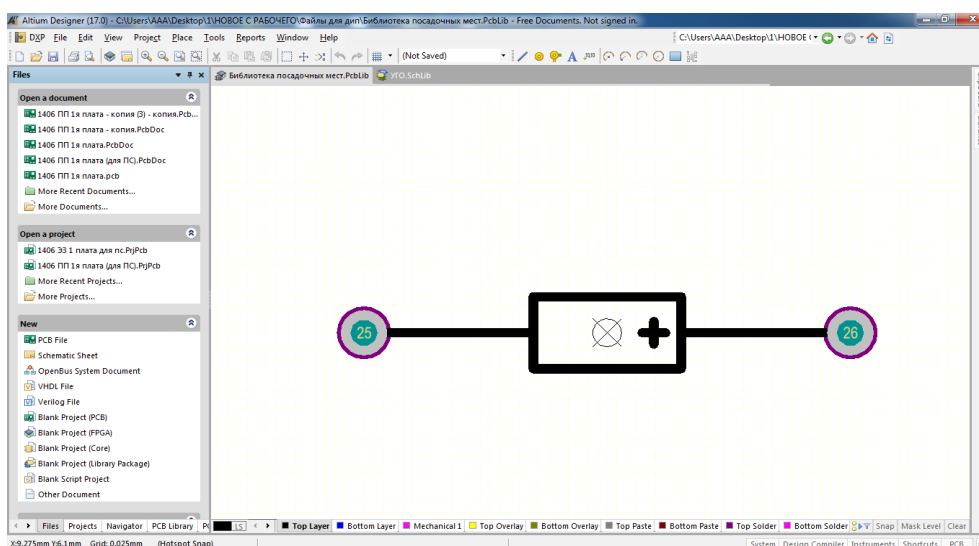 Altium Designer (17.0) - C:\Users\AAA\Desktop\1\НОВОЕ С РАБОЧЕГО\Файлы для дип\Библиотека посадочных мест.PcbLib - Free Documents. Not signed in.
DXP File Edit View Project Place Tools Reports Window Help
C:\Users\AAA\Desktop\1\НОВОЕ (
(Not Saved)
Files
Библиотека посадочных мест.PcbLib УГО.SchLib
Open a document
1406 ПП 1я плата - копия (3) - копия.Pcb...
1406 ПП 1я плата - копия.PcbDoc
1406 ПП 1я плата.PcbDoc
1406 ПП 1я плата (для ПС).PcbDoc
1406 ПП 1я плата.pcb
More Recent Documents...
More Documents...
Open a project
1406 ЭЗ 1 плата для пс.PrjPcb
1406 ПП 1я плата (для ПС).PrjPcb
More Recent Projects...
More Projects...
New
PCB File
Schematic Sheet
OpenBus System Document
VHDL File
Verilog File
Blank Project (PCB)
Blank Project (FPGA)
Blank Project (Core)
Blank Project (Library Package)
Blank Script Project
Other Document
25
26
Files Projects Navigator PCB Library
LS Top Layer Bottom Layer Mechanical 1 Top Overlay Bottom Overlay Top Paste Bottom Paste Top Solder Bottom Solder Snap Mask Level Clear
X:9.275mm Y:6.1mm Grid: 0.025mm (Hotspot Snap)
System Design Compiler Instruments Shortcuts PCB